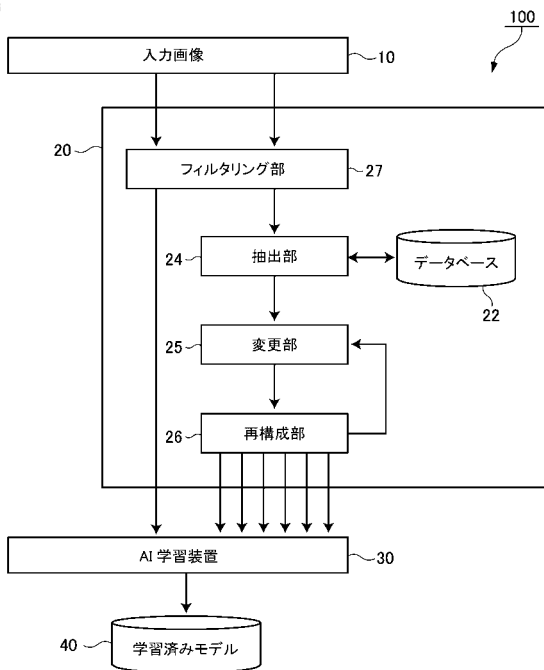 100
入力画像
10
20
フィルタリング部
27
24
抽出部
データベース
22
25
変更部
26
再構成部
AI 学習装置
30
40
学習済みモデル